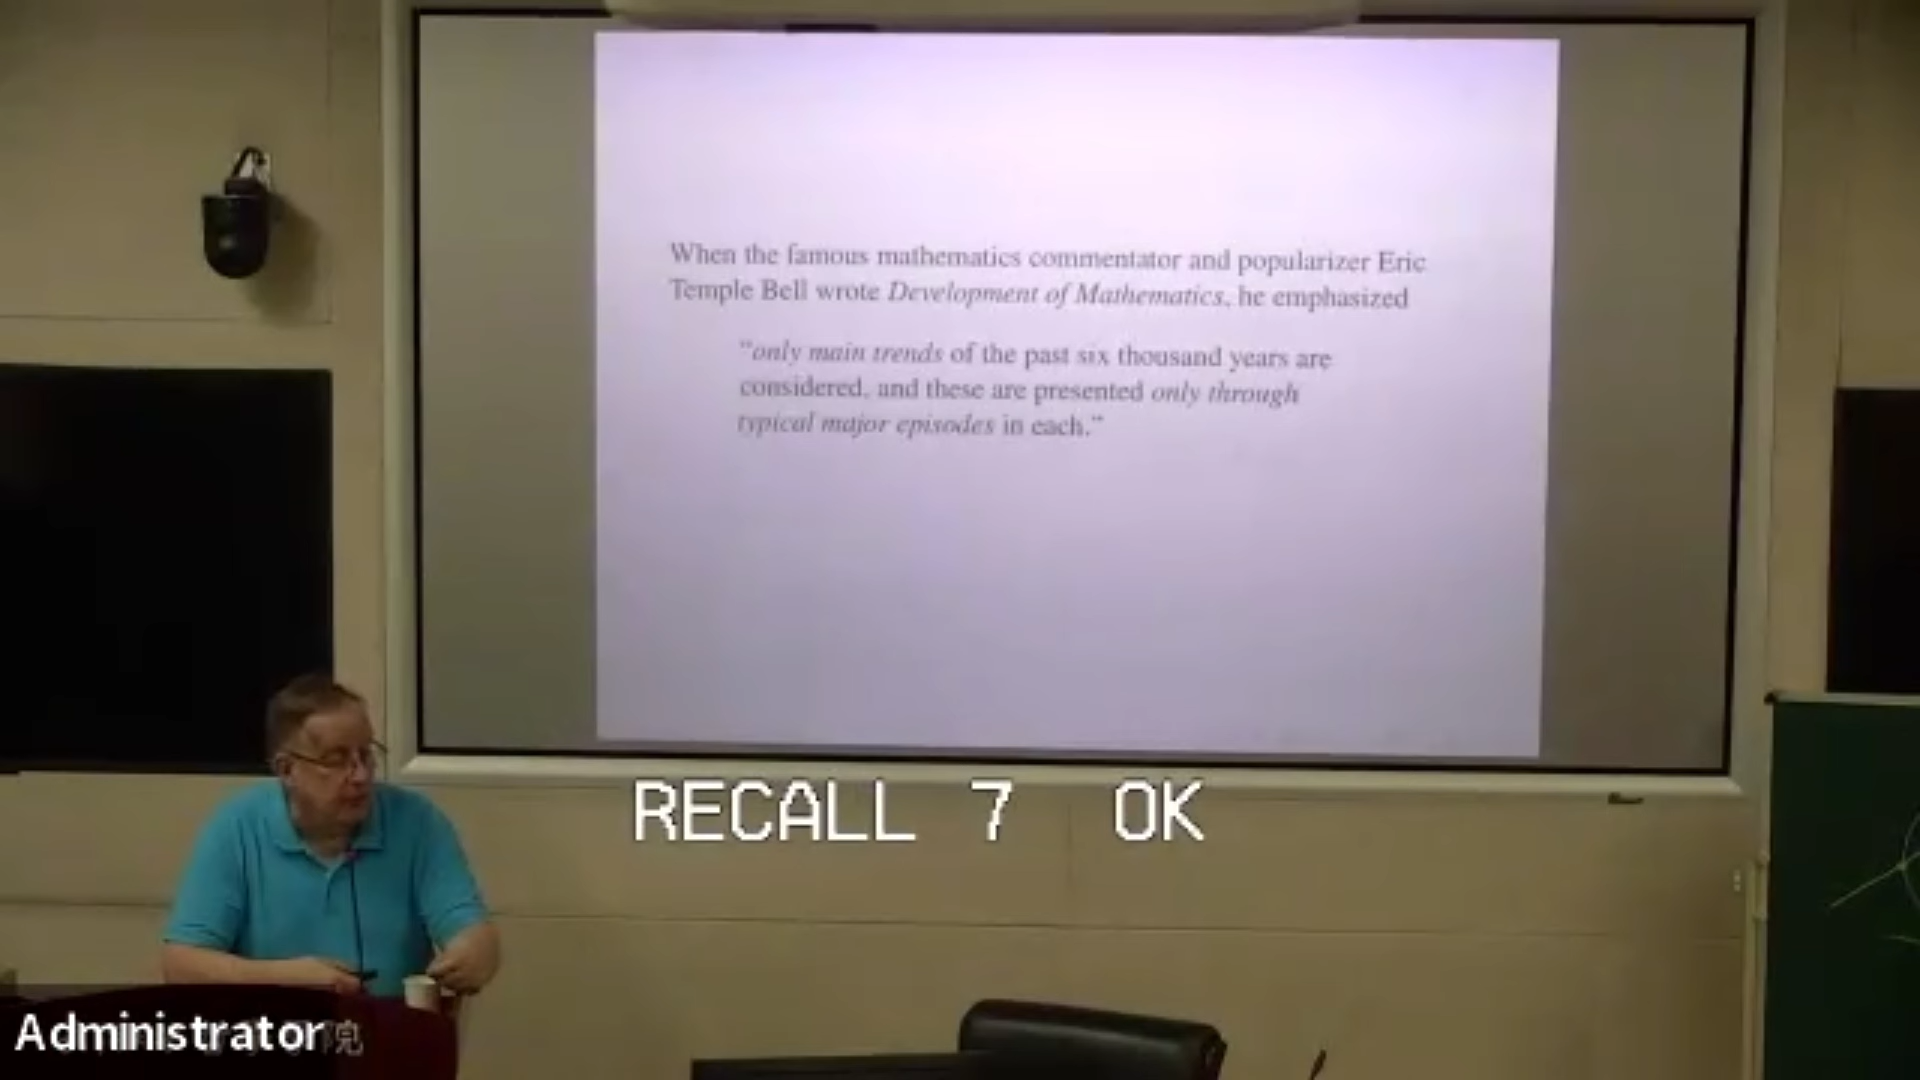 When the famous mathematics commentator and popularizer Eric
Temple Bell wrote Development of Mathematics, he emphasized
"only main trends of the past six thousand years are
considered, and these are presented only through
typical major episodes in each."
RECALL 7 OK
Administrator
院